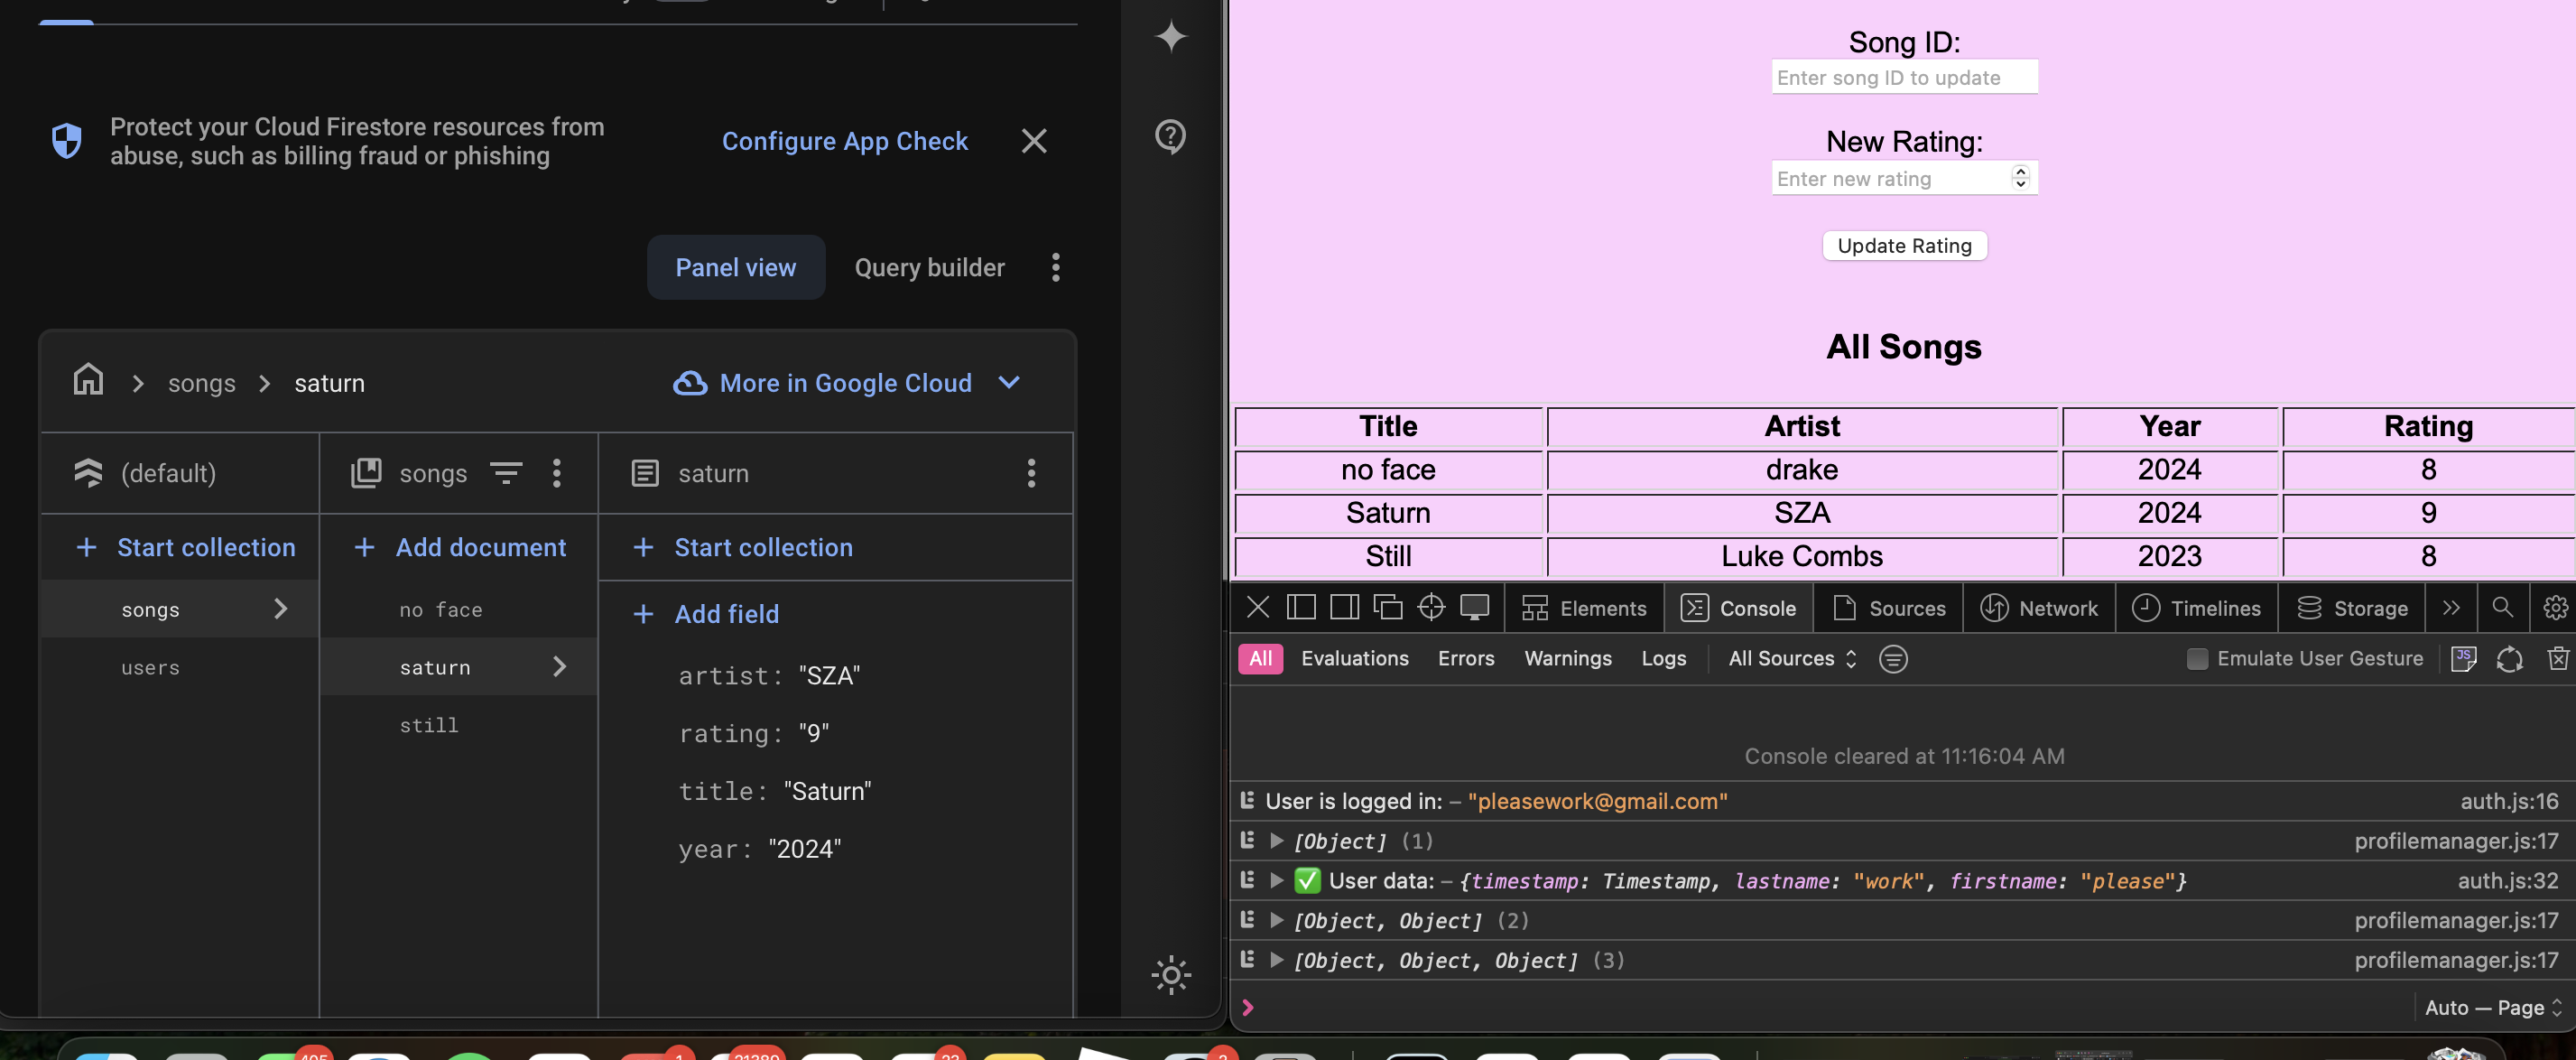 Protect your Cloud Firestore resources from
abuse, such as billing fraud or phishing
Configure App Check
Panel view
Query builder
songs
saturn
More in Google Cloud
(default)
songs
saturn
Start collection
Add document
Start collection
songs
users
no face
saturn
still
Add field
artist: "SZA"
rating: "9"
title: "Saturn"
year: "2024"
Song ID:
Enter song ID to update
New Rating:
Enter new rating
Update Rating
All Songs
Title Artist Year Rating
no face drake 2024 8
Saturn SZA 2024 9
Still Luke Combs 2023 8
Elements Console Sources Network Timelines Storage
All Evaluations Errors Warnings Logs All Sources Emulate User Gesture
JS
Console cleared at 11:16:04 AM
User is logged in: – "pleasework@gmail.com" auth.js:16
[Object] (1) profilemanager.js:17
✅ User data: – {timestamp: Timestamp, lastname: "work", firstname: "please"} auth.js:32
[Object, Object] (2) profilemanager.js:17
[Object, Object, Object] (3) profilemanager.js:17
Auto — Page